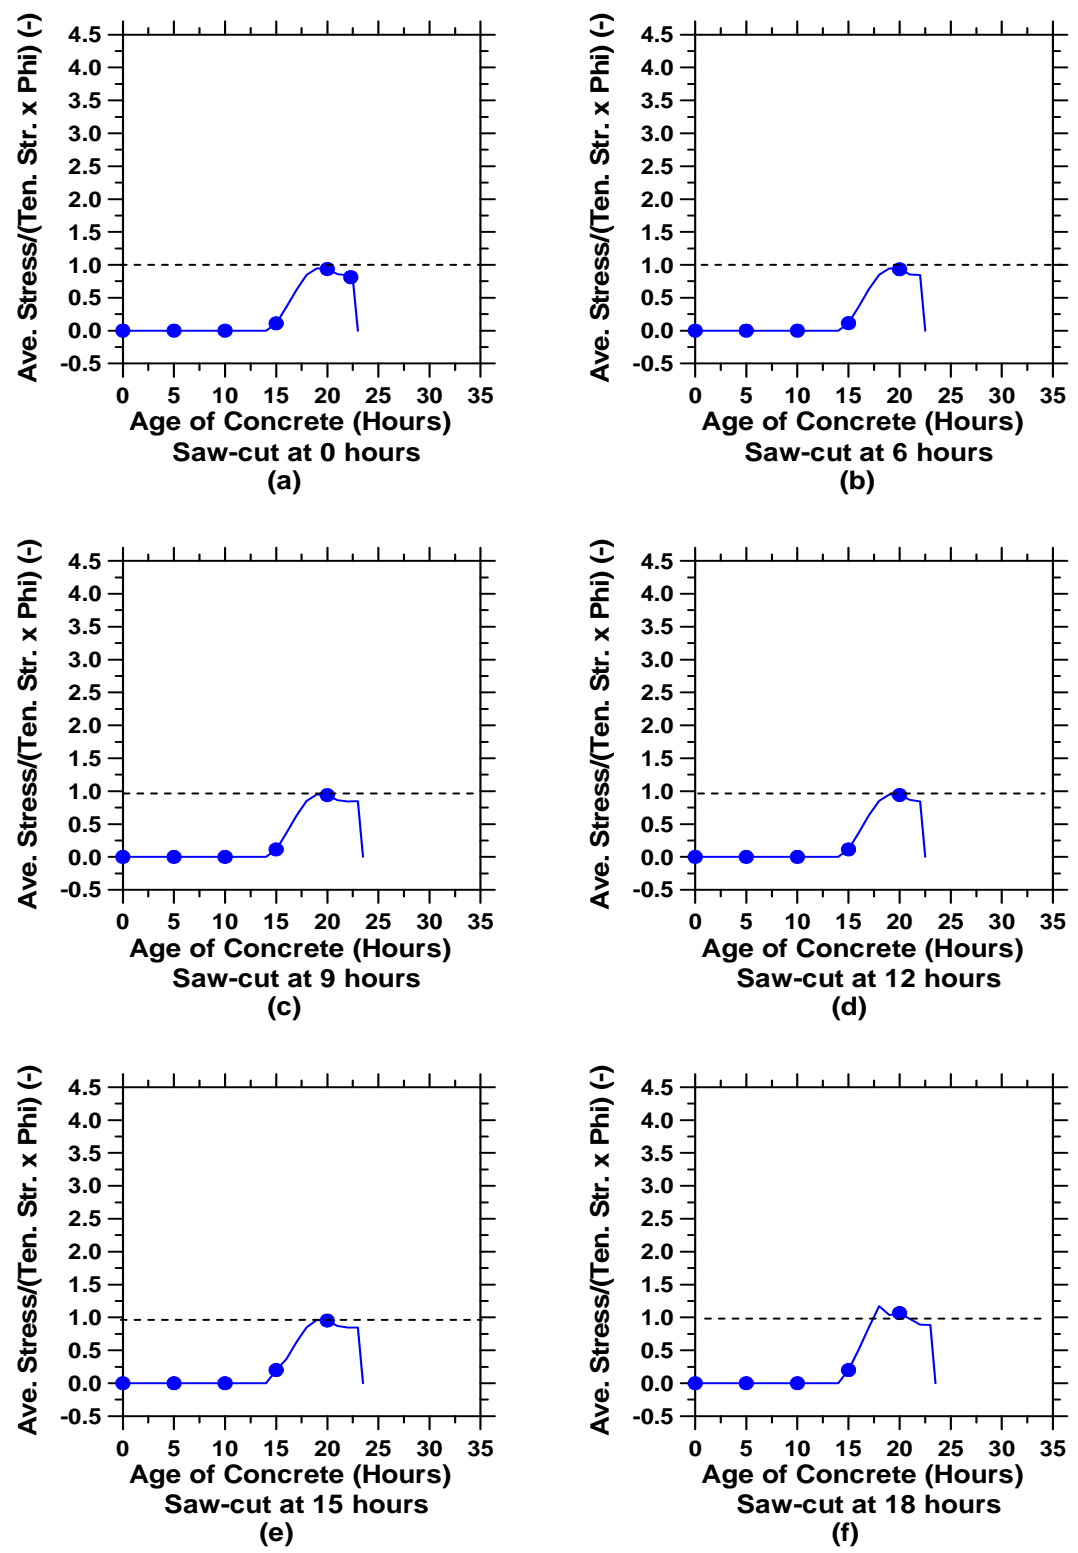 Ave. Stress/(Ten. Str. x Phi) (-)
4.5
4.0
3.5
3.0
2.5
2.0
1.5
1.0
0.5
0.0
-0.5
0 5 10 15 20 25 30 35
Age of Concrete (Hours)
Saw-cut at 0 hours
(a)
Ave. Stress/(Ten. Str. x Phi) (-)
4.5
4.0
3.5
3.0
2.5
2.0
1.5
1.0
0.5
0.0
-0.5
0 5 10 15 20 25 30 35
Age of Concrete (Hours)
Saw-cut at 6 hours
(b)
Ave. Stress/(Ten. Str. x Phi) (-)
4.5
4.0
3.5
3.0
2.5
2.0
1.5
1.0
0.5
0.0
-0.5
0 5 10 15 20 25 30 35
Age of Concrete (Hours)
Saw-cut at 9 hours
(c)
Ave. Stress/(Ten. Str. x Phi) (-)
4.5
4.0
3.5
3.0
2.5
2.0
1.5
1.0
0.5
0.0
-0.5
0 5 10 15 20 25 30 35
Age of Concrete (Hours)
Saw-cut at 12 hours
(d)
Ave. Stress/(Ten. Str. x Phi) (-)
4.5
4.0
3.5
3.0
2.5
2.0
1.5
1.0
0.5
0.0
-0.5
0 5 10 15 20 25 30 35
Age of Concrete (Hours)
Saw-cut at 15 hours
(e)
Ave. Stress/(Ten. Str. x Phi) (-)
4.5
4.0
3.5
3.0
2.5
2.0
1.5
1.0
0.5
0.0
-0.5
0 5 10 15 20 25 30 35
Age of Concrete (Hours)
Saw-cut at 18 hours
(f)